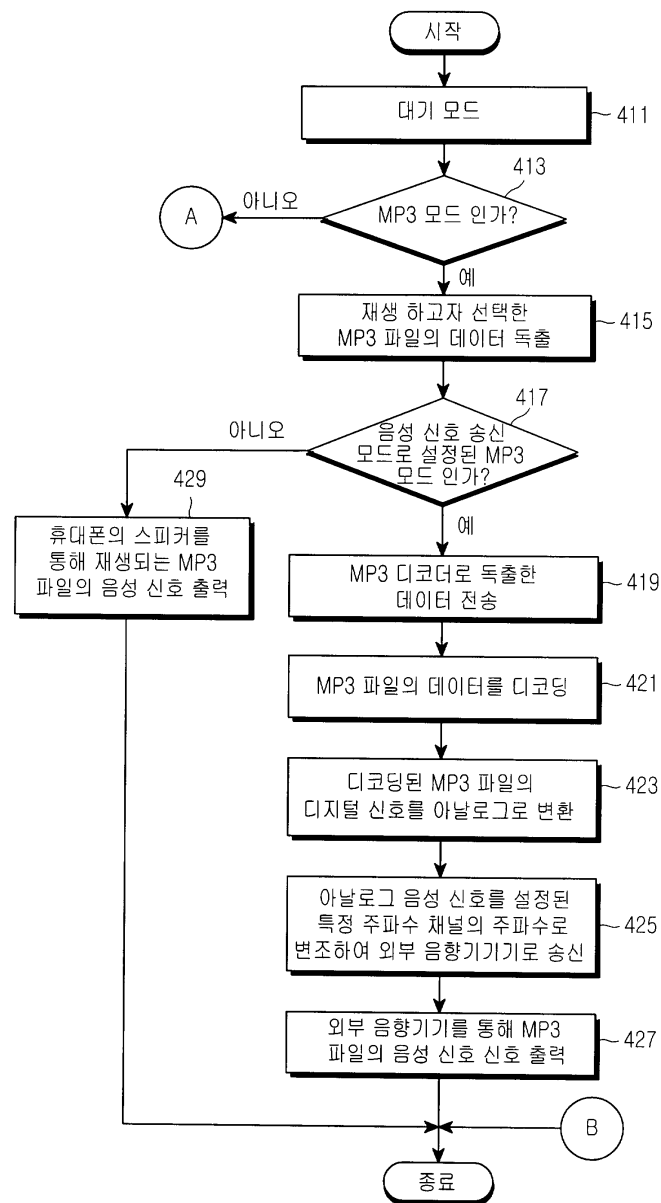 시작
대기 모드
411
413
MP3 모드 인가?
아니오
A
예
재생 하고자 선택한
MP3 파일의 데이터 독출
415
417
음성 신호 송신
모드로 설정된 MP3
모드 인가?
아니오
예
429
휴대폰의 스피커를
통해 재생되는 MP3
파일의 음성 신호 출력
MP3 디코더로 독출한
데이터 전송
419
MP3 파일의 데이터를 디코딩
421
디코딩된 MP3 파일의
디지털 신호를 아날로그로 변환
423
아날로그 음성 신호를 설정된
특정 주파수 채널의 주파수로
변조하여 외부 음향기기기로 송신
425
외부 음향기기를 통해 MP3
파일의 음성 신호 신호 출력
427
B
종료